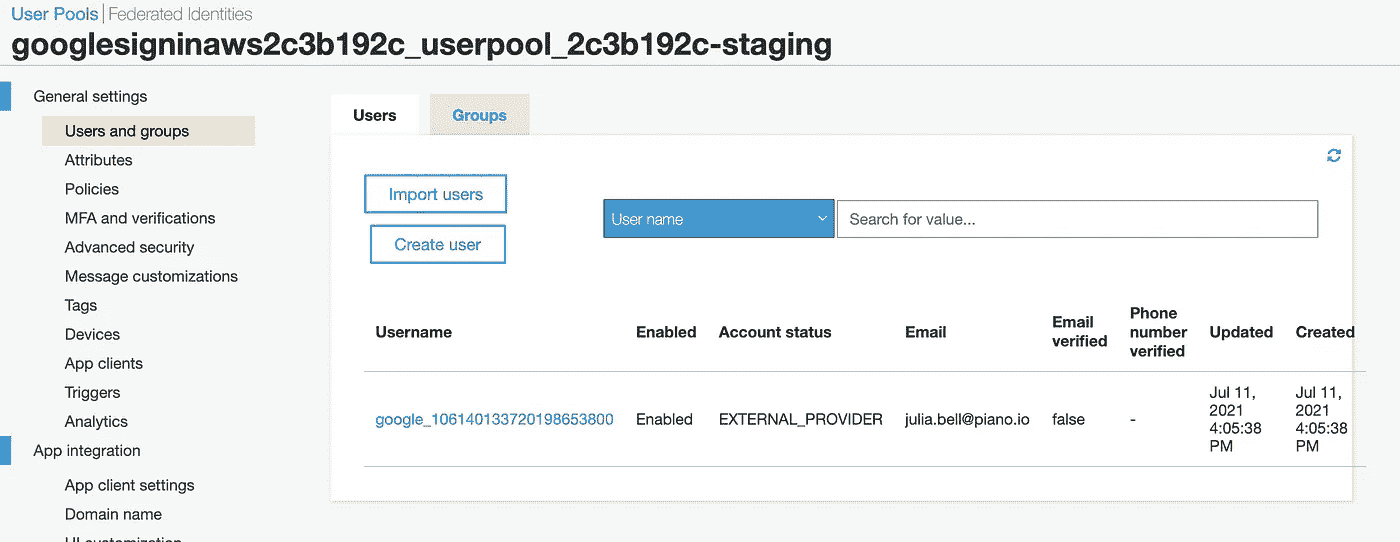 User Pools | Federated Identities
googlesigninaws2c3b192c_userpool_2c3b192c-staging
General settings
Users and groups
Attributes
Policies
MFA and verifications
Advanced security
Message customizations
Tags
Devices
App clients
Triggers
Analytics
App integration
App client settings
Domain name
UI customization
Users
Groups
Import users
Create user
User name
Search for value...
Username
Enabled
Account status
Email
Email
verified
Phone
number
verified
Updated
Created
google_106140133720198653800
Enabled
EXTERNAL_PROVIDER
julia.bell@piano.io
false
-
Jul 11,
2021
4:05:38
PM
Jul 11,
2021
4:05:38
PM